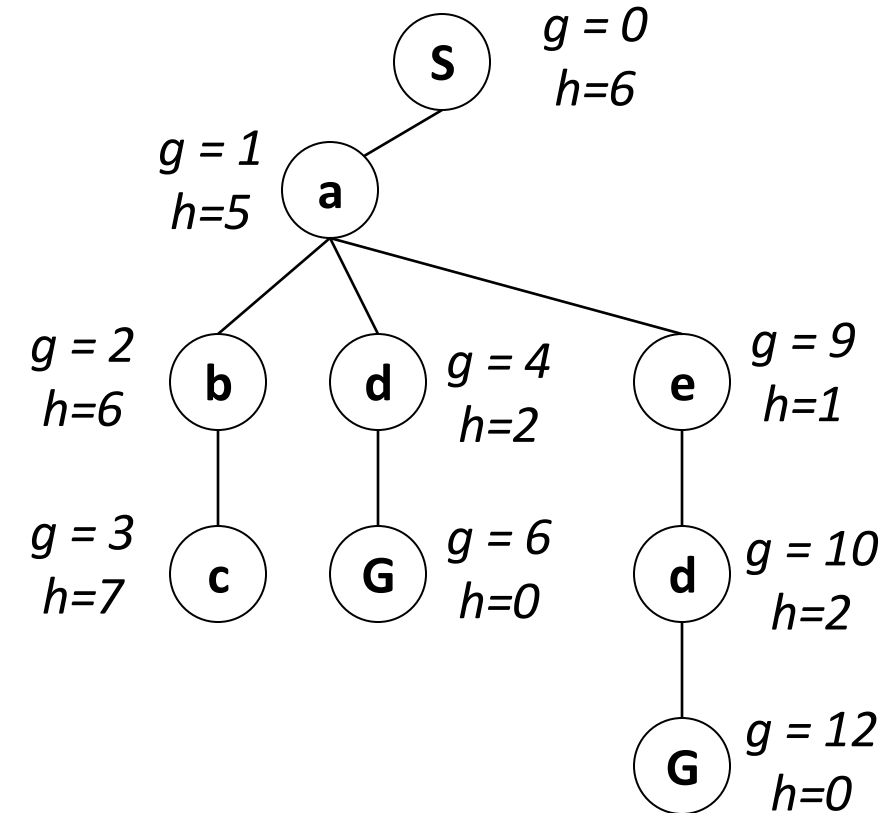 S
g = 0
h=6
g = 1
h=5
a
g = 2
h=6
b
d
g = 4
h=2
e
g = 9
h=1
g = 3
h=7
c
G
g = 6
h=0
d
g = 10
h=2
G
g = 12
h=0